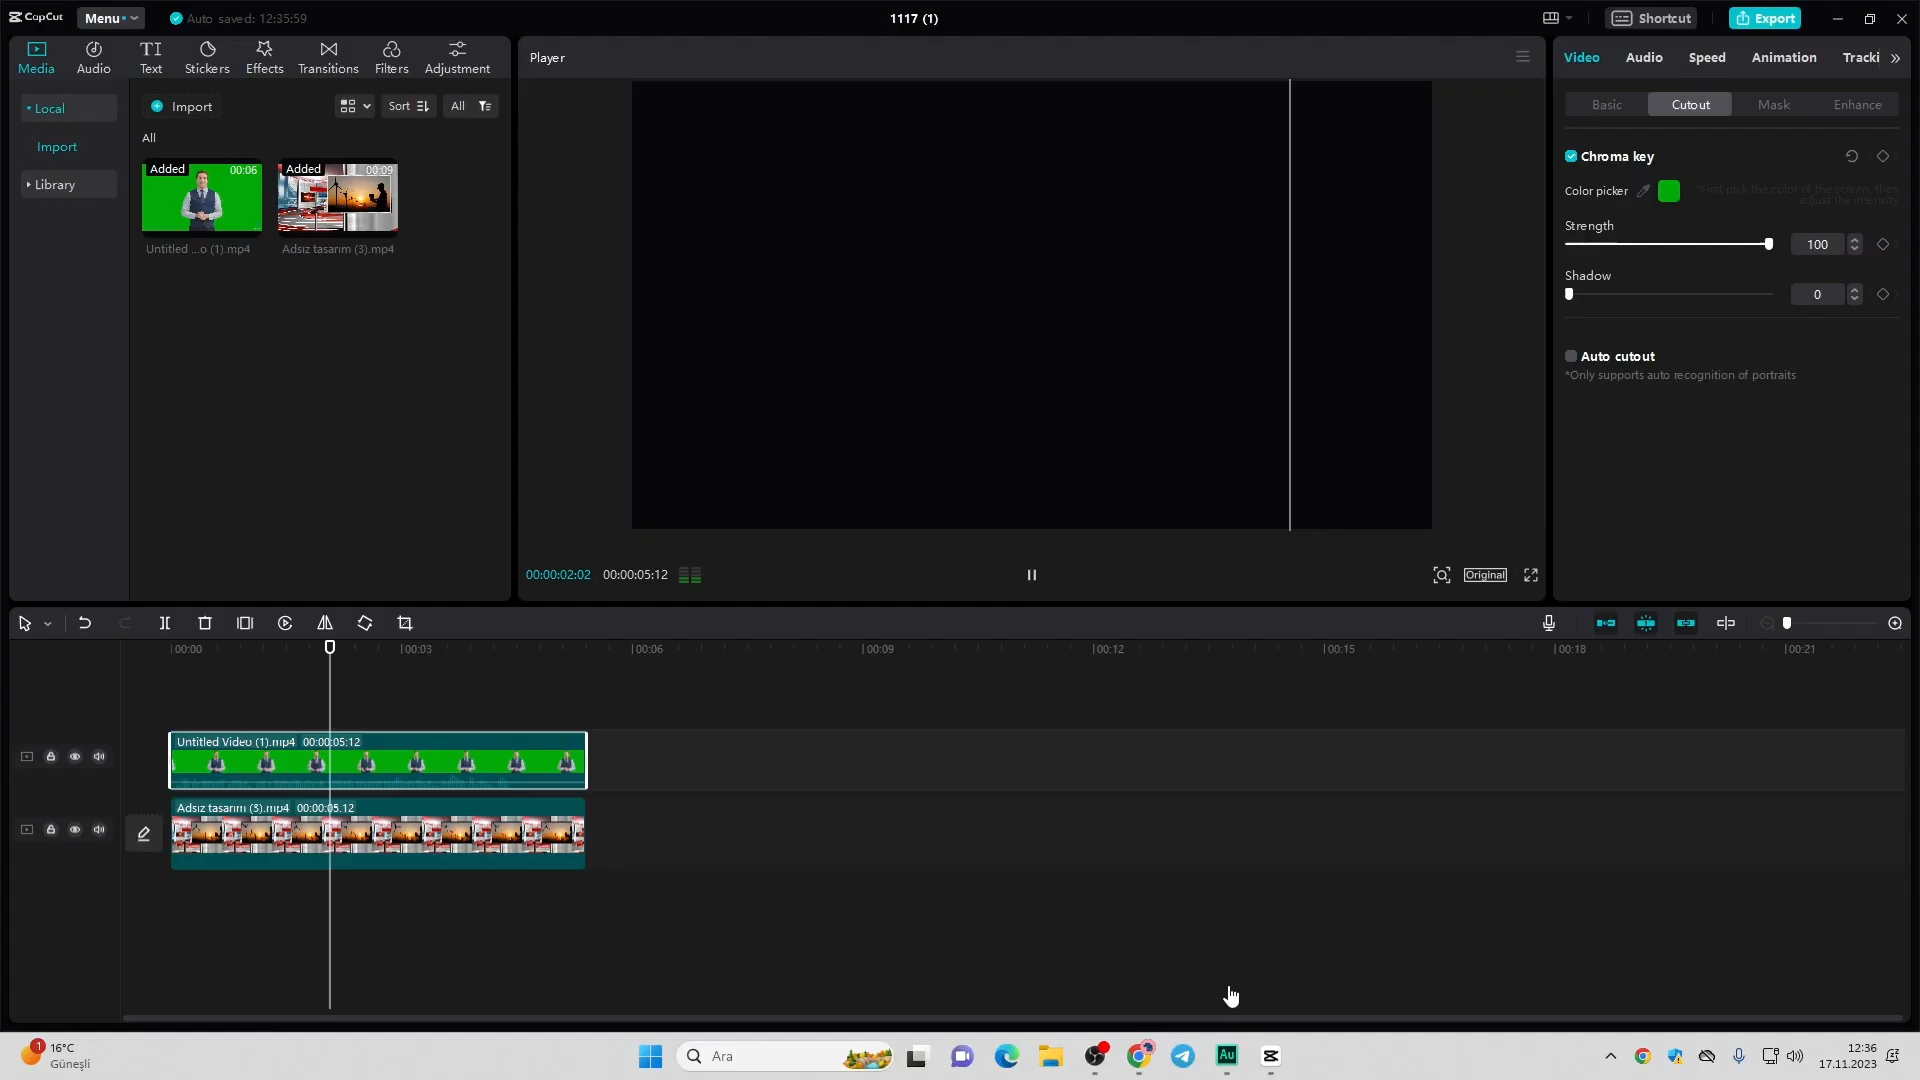 CapCut
Menu
Auto saved: 12:35:59
1117 (1)
Shortcut
Export
Media
Audio
Text
Stickers
Effects
Transitions
Filters
Adjustment
Local
Import
Library
Import
Sort
All
All
Added
00:06
Untitled ...o (1).mp4
Added
00:09
Adsız tasarım (3).mp4
Player
00:00:02:02
00:00:05:12
Original
Video
Audio
Speed
Animation
Tracki
Basic
Cutout
Mask
Enhance
Chroma key
Color picker
*First pick the color of the screen, then
adjust the intensity
Strength
100
Shadow
0
Auto cutout
*Only supports auto recognition of portraits
00:00
00:03
00:06
00:09
00:12
00:15
00:18
00:21
Untitled Video (1).mp4 00:00:05:12
Adsız tasarım (3).mp4 00:00:05:12
1
16°C
Güneşli
Ara
Au
12:36
17.11.2023